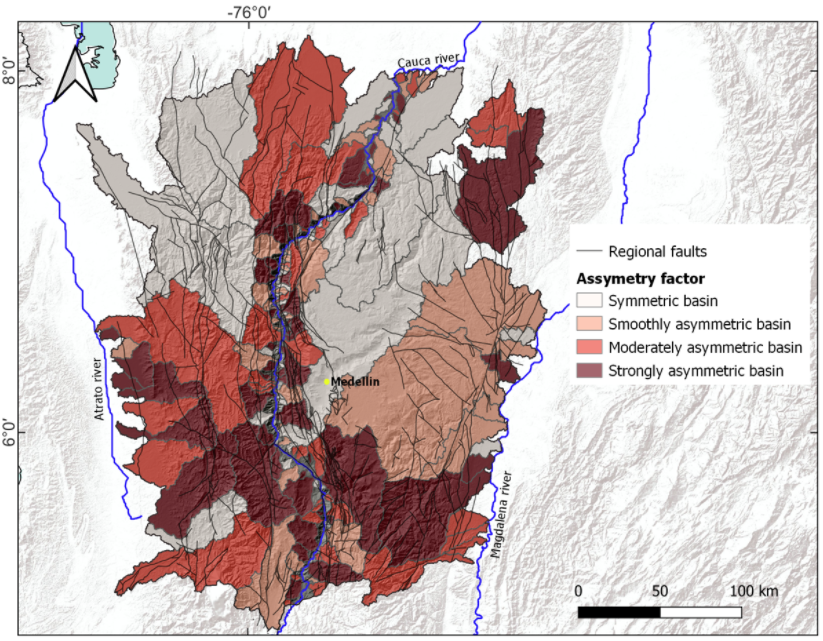 -76°0'
8°0'
Cauca river
Regional faults
Assymetry factor
Symmetric basin
Smoothly asymmetric basin
Moderately asymmetric basin
Strongly asymmetric basin
Atrato river
Medellin
6°0'
Magdalena river
0 50 100 km